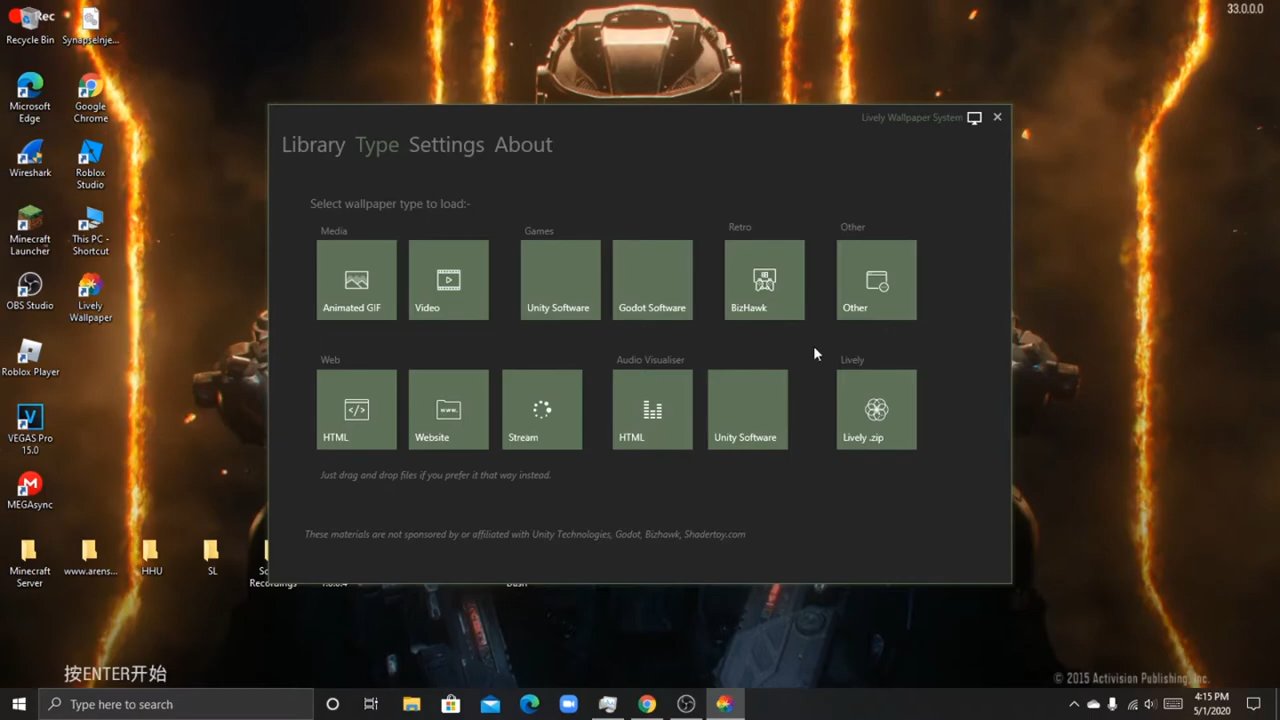 Rec
33.0.0.0
Recycle Bin
SynapseInje...
Microsoft Edge
Google Chrome
Wireshark
Roblox Studio
Minecraft Launcher
This PC - Shortcut
OBS Studio
Lively Wallpaper
Roblox Player
VEGAS Pro 15.0
MEGAsync
Minecraft Server
www.arens...
HHU
SL
Recordings
Lively Wallpaper System
Library Type Settings About
Select wallpaper type to load:-
Media
Games
Retro
Other
Animated GIF
Video
Unity Software
Godot Software
BizHawk
Other
Web
Audio Visualiser
Lively
HTML
Website
Stream
HTML
Unity Software
Lively .zip
Just drag and drop files if you prefer it that way instead.
These materials are not sponsored by or affiliated with Unity Technologies, Godot, Bizhawk, Shadertoy.com
按ENTER开始
© 2015 Activision Publishing, Inc.
Type here to search
4:15 PM
5/1/2020